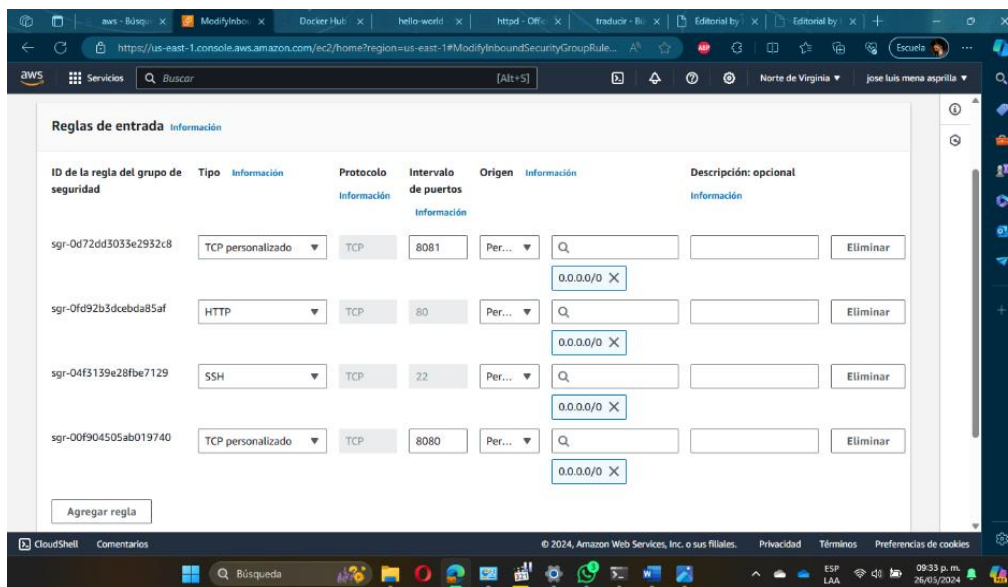 aws - Búsqu
ModifyInbou
Docker Hub
hello-world
httpd - Offic
traducir - Bú
Editorial by
Editorial by
https://us-east-1.console.aws.amazon.com/ec2/home?region=us-east-1#ModifyInboundSecurityGroupRule...
Escuela
aws
Servicios
Buscar
[Alt+S]
Norte de Virginia
jose luis mena asprilla
Reglas de entrada Información
ID de la regla del grupo de seguridad
Tipo Información
Protocolo
Información
Intervalo de puertos
Información
Origen Información
Descripción: opcional
Información
sgr-0d72dd3033e2932c8
TCP personalizado
TCP
8081
Per...
Eliminar
0.0.0.0/0
sgr-0fd92b3dcebda85af
HTTP
TCP
80
Per...
Eliminar
0.0.0.0/0
sgr-04f3139e28fbe7129
SSH
TCP
22
Per...
Eliminar
0.0.0.0/0
sgr-00f904505ab019740
TCP personalizado
TCP
8080
Per...
Eliminar
0.0.0.0/0
Agregar regla
CloudShell
Comentarios
© 2024, Amazon Web Services, Inc. o sus filiales.
Privacidad
Términos
Preferencias de cookies
Búsqueda
ESP
LAA
09:33 p. m.
26/05/2024